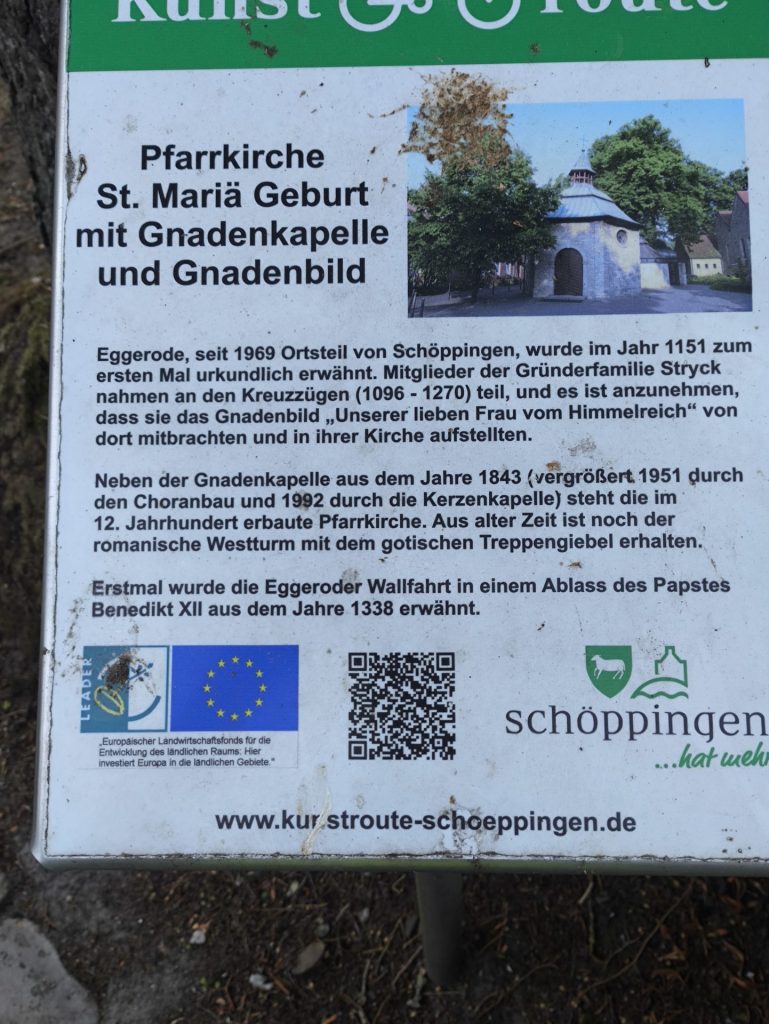 Kunst route
Pfarrkirche
St. Mariä Geburt
mit Gnadenkapelle
und Gnadenbild
Eggerode, seit 1969 Ortsteil von Schöppingen, wurde im Jahr 1151 zum
ersten Mal urkundlich erwähnt. Mitglieder der Gründerfamilie Stryck
nahmen an den Kreuzzügen (1096 - 1270) teil, und es ist anzunehmen,
dass sie das Gnadenbild „Unserer lieben Frau vom Himmelreich“ von
dort mitbrachten und in ihrer Kirche aufstellten.
Neben der Gnadenkapelle aus dem Jahre 1843 (vergrößert 1951 durch
den Choranbau und 1992 durch die Kerzenkapelle) steht die im
12. Jahrhundert erbaute Pfarrkirche. Aus alter Zeit ist noch der
romanische Westturm mit dem gotischen Treppengiebel erhalten.
Erstmal wurde die Eggeroder Wallfahrt in einem Ablass des Papstes
Benedikt XII aus dem Jahre 1338 erwähnt.
LEADER
„Europäischer Landwirtschaftsfonds für die
Entwicklung des ländlichen Raums: Hier
investiert Europa in die ländlichen Gebiete.“
schöppingen
...hat mehr
www.kunstroute-schoeppingen.de